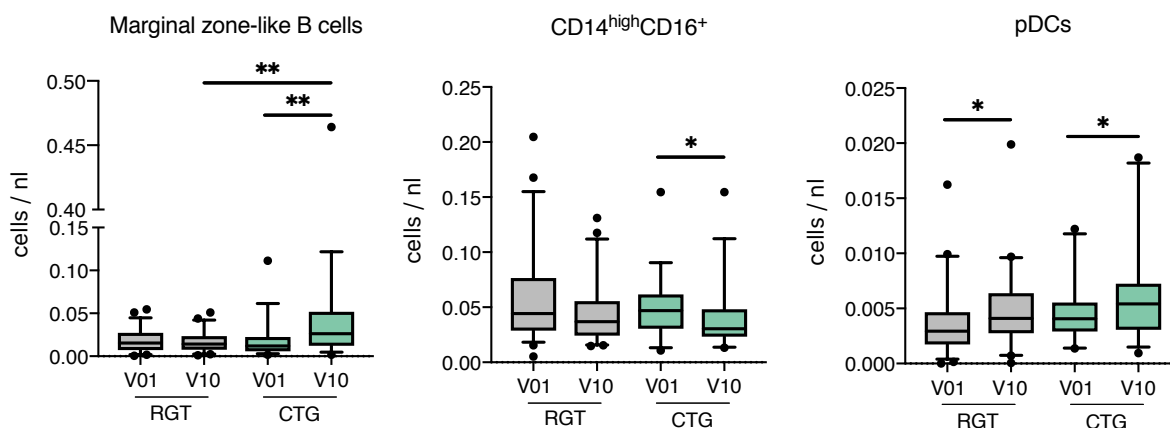 Marginal zone-like B cells
cells / nl
0.50
0.45
0.40
0.15
0.10
0.05
0.00
**
**
V01 V10 V01 V10
RGT CTG
CD14highCD16+
cells / nl
0.25
0.20
0.15
0.10
0.05
0.00
*
V01 V10 V01 V10
RGT CTG
pDCs
cells / nl
0.025
0.020
0.015
0.010
0.005
0.000
*
*
V01 V10 V01 V10
RGT CTG